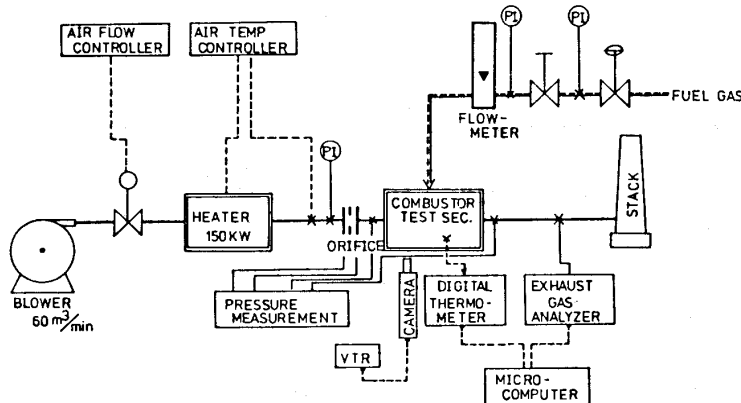 AIR FLOW
CONTROLLER
AIR TEMP
CONTROLLER
PI
PI
FUEL GAS
FLOW-
METER
PI
HEATER
150KW
ORIFICE
COMBUSTOR
TEST SEC.
STACK
BLOWER
60 m³/min
PRESSURE
MEASUREMENT
CAMERA
DIGITAL
THERMO-
METER
EXHAUST
GAS-
ANALYZER
VTR
MICRO-
COMPUTER